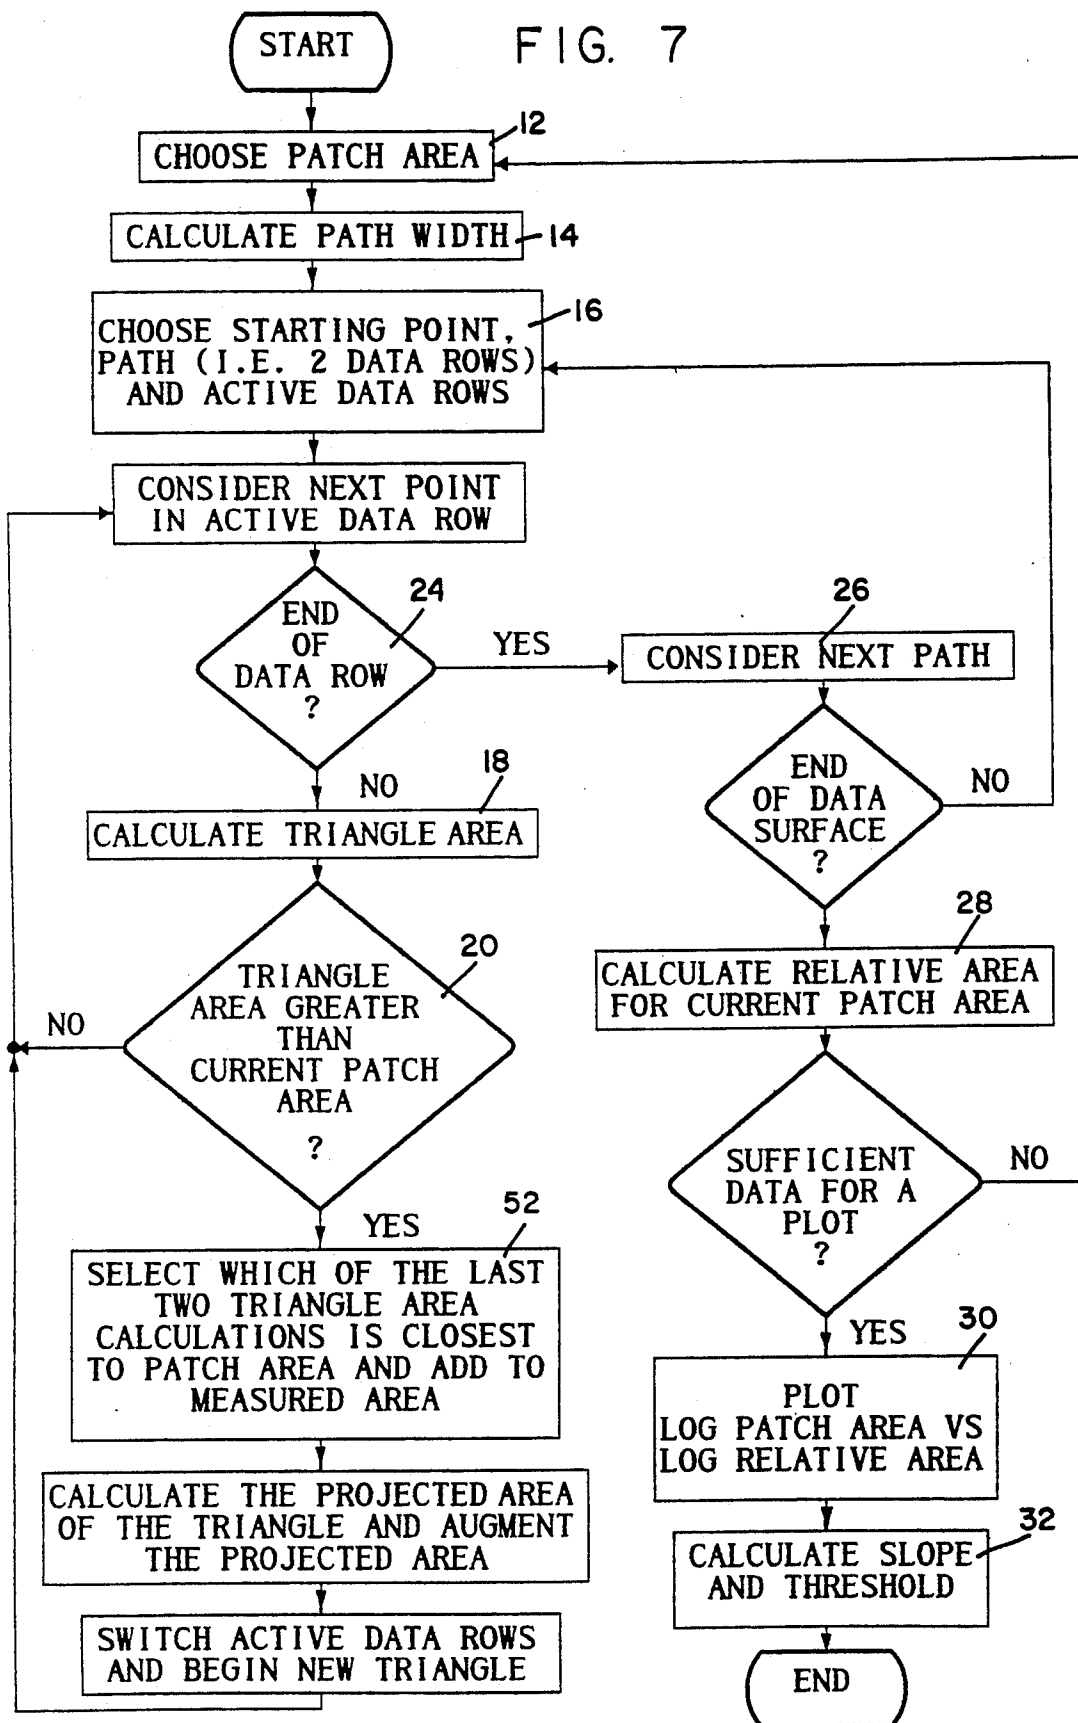 START
FIG. 7
12
CHOOSE PATCH AREA
CALCULATE PATH WIDTH
14
16
CHOOSE STARTING POINT,
PATH (I.E. 2 DATA ROWS)
AND ACTIVE DATA ROWS
CONSIDER NEXT POINT
IN ACTIVE DATA ROW
24
END
OF
DATA ROW
?
YES
26
CONSIDER NEXT PATH
NO
18
CALCULATE TRIANGLE AREA
END
OF DATA
SURFACE
?
NO
20
TRIANGLE
AREA GREATER
THAN
CURRENT PATCH
AREA
?
NO
28
CALCULATE RELATIVE AREA
FOR CURRENT PATCH AREA
SUFFICIENT
DATA FOR A
PLOT
?
NO
YES
52
SELECT WHICH OF THE LAST
TWO TRIANGLE AREA
CALCULATIONS IS CLOSEST
TO PATCH AREA AND ADD TO
MEASURED AREA
YES
30
PLOT
LOG PATCH AREA VS
LOG RELATIVE AREA
CALCULATE THE PROJECTED AREA
OF THE TRIANGLE AND AUGMENT
THE PROJECTED AREA
32
CALCULATE SLOPE
AND THRESHOLD
SWITCH ACTIVE DATA ROWS
AND BEGIN NEW TRIANGLE
END